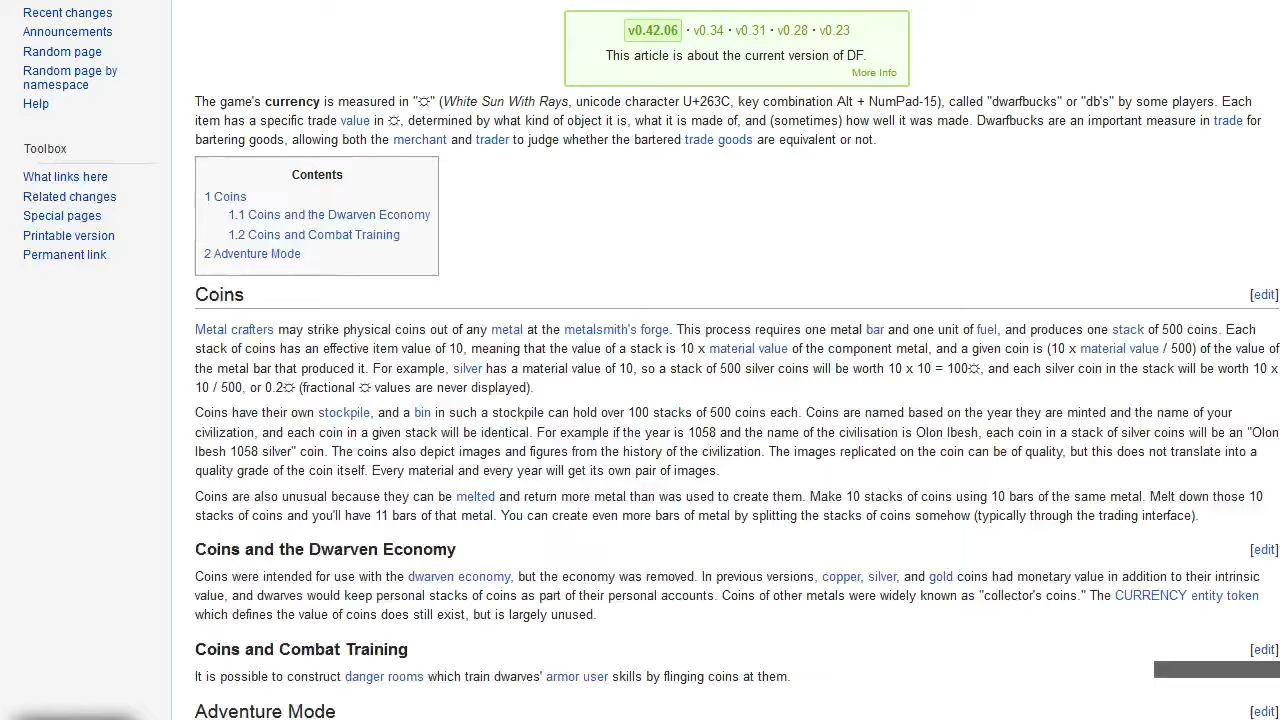 Recent changes
Announcements
Random page
Random page by
namespace
Help
Toolbox
What links here
Related changes
Special pages
Printable version
Permanent link
v0.42.06 · v0.34 · v0.31 · v0.28 · v0.23
This article is about the current version of DF.
More Info
The game's currency is measured in "☼" (White Sun With Rays, unicode character U+263C, key combination Alt + NumPad-15), called "dwarfbucks" or "db's" by some players. Each
item has a specific trade value in ☼, determined by what kind of object it is, what it is made of, and (sometimes) how well it was made. Dwarfbucks are an important measure in trade for
bartering goods, allowing both the merchant and trader to judge whether the bartered trade goods are equivalent or not.
Contents
1 Coins
1.1 Coins and the Dwarven Economy
1.2 Coins and Combat Training
2 Adventure Mode
Coins [edit]
Metal crafters may strike physical coins out of any metal at the metalsmith's forge. This process requires one metal bar and one unit of fuel, and produces one stack of 500 coins. Each
stack of coins has an effective item value of 10, meaning that the value of a stack is 10 x material value of the component metal, and a given coin is (10 x material value / 500) of the value of
the metal bar that produced it. For example, silver has a material value of 10, so a stack of 500 silver coins will be worth 10 x 10 = 100☼, and each silver coin in the stack will be worth 10 x
10 / 500, or 0.2☼ (fractional ☼ values are never displayed).
Coins have their own stockpile, and a bin in such a stockpile can hold over 100 stacks of 500 coins each. Coins are named based on the year they are minted and the name of your
civilization, and each coin in a given stack will be identical. For example if the year is 1058 and the name of the civilisation is Olon Ibesh, each coin in a stack of silver coins will be an "Olon
Ibesh 1058 silver" coin. The coins also depict images and figures from the history of the civilization. The images replicated on the coin can be of quality, but this does not translate into a
quality grade of the coin itself. Every material and every year will get its own pair of images.
Coins are also unusual because they can be melted and return more metal than was used to create them. Make 10 stacks of coins using 10 bars of the same metal. Melt down those 10
stacks of coins and you'll have 11 bars of that metal. You can create even more bars of metal by splitting the stacks of coins somehow (typically through the trading interface).
Coins and the Dwarven Economy [edit]
Coins were intended for use with the dwarven economy, but the economy was removed. In previous versions, copper, silver, and gold coins had monetary value in addition to their intrinsic
value, and dwarves would keep personal stacks of coins as part of their personal accounts. Coins of other metals were widely known as "collector's coins." The CURRENCY entity token
which defines the value of coins does still exist, but is largely unused.
Coins and Combat Training [edit]
It is possible to construct danger rooms which train dwarves' armor user skills by flinging coins at them.
Adventure Mode [edit]